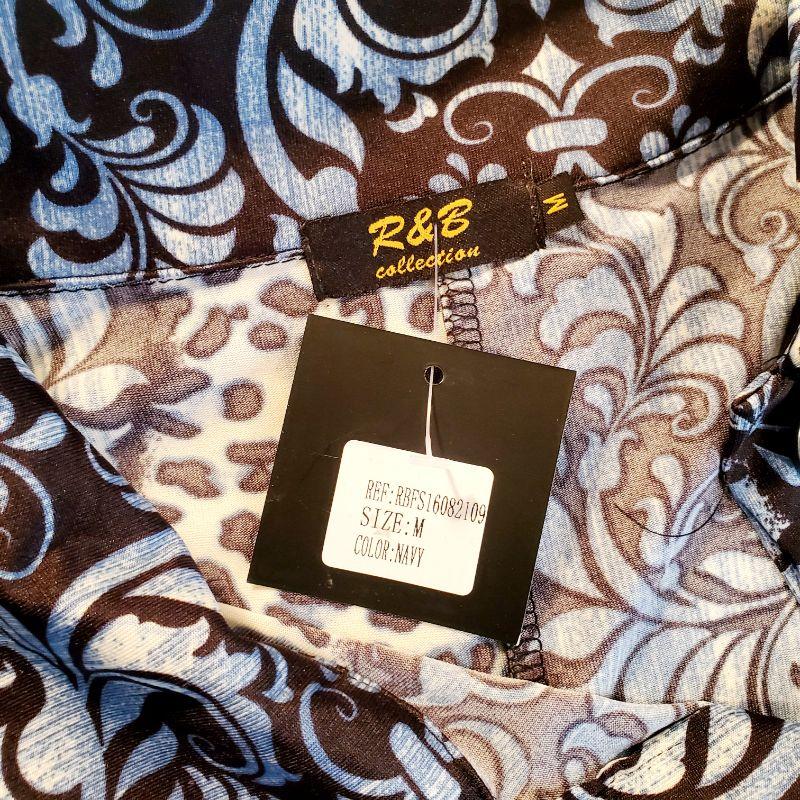 R&B
collection
M
REF:RBFS16082109
SIZE:M
COLOR:NAVY